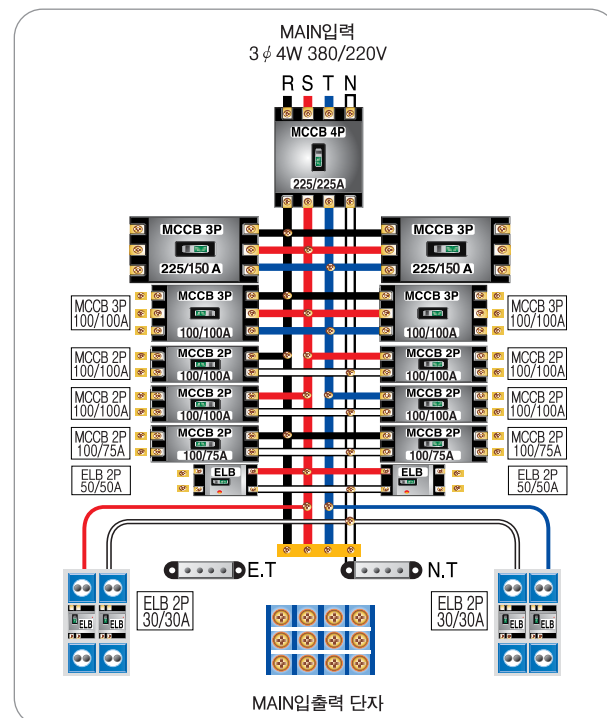 MAIN입력
3 ϕ 4W 380/220V
R S T N
MCCB 4P
225/225A
MCCB 3P
225/150 A
MCCB 3P
225/150 A
MCCB 3P
100/100A
MCCB 3P
100/100A
MCCB 3P
100/100A
MCCB 3P
100/100A
MCCB 2P
100/100A
MCCB 2P
100/100A
MCCB 2P
100/100A
MCCB 2P
100/100A
MCCB 2P
100/100A
MCCB 2P
100/100A
MCCB 2P
100/100A
MCCB 2P
100/100A
MCCB 2P
100/75A
MCCB 2P
100/75A
MCCB 2P
100/75A
MCCB 2P
100/75A
ELB 2P
50/50A
ELB
ELB
ELB 2P
50/50A
E.T
N.T
ELB
ELB
ELB 2P
30/30A
ELB 2P
30/30A
ELB
ELB
MAIN입출력 단자